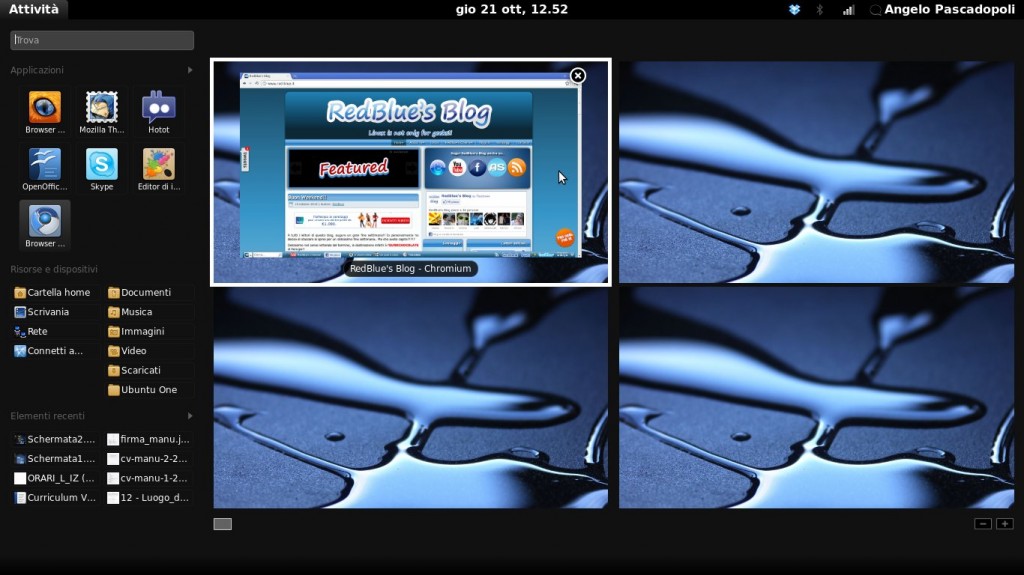 Attività
gio 21 ott, 12.52
Angelo Pascadopoli
Trova
Applicazioni
Browser ...
Mozilla Th...
Hotot
OpenOffic...
Skype
Editor di i...
Browser ...
Risorse e dispositivi
Cartella home
Documenti
Scrivania
Musica
Rete
Immagini
Connetti a...
Video
Scaricati
Ubuntu One
Elementi recenti
Schermata2....
firma_manu.j...
Schermata1....
cv-manu-2-2...
ORARI_L_IZ (...
cv-manu-1-2...
Curriculum V...
12 - Luogo_d...
RedBlue's Blog
Linux is not only for geeks!
Featured
You
Tube
RedBlue's Blog - Chromium